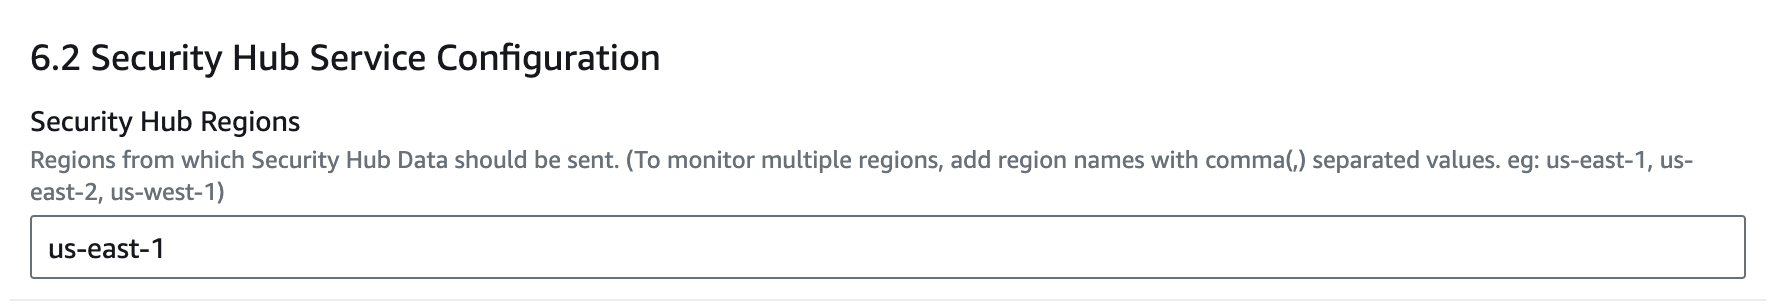 6.2 Security Hub Service Configuration
Security Hub Regions
Regions from which Security Hub Data should be sent. (To monitor multiple regions, add region names with comma(,) separated values. eg: us-east-1, us-
east-2, us-west-1)
us-east-1